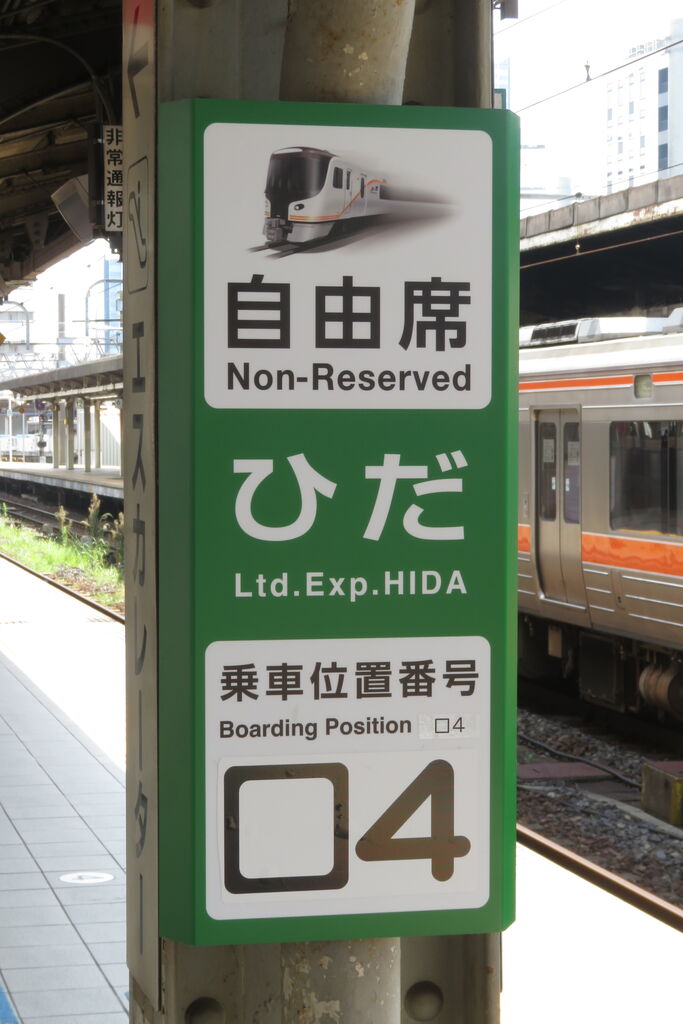 非常通報灯
エスカレーター
自由席
Non-Reserved
ひだ
Ltd.Exp.HIDA
乗車位置番号
Boarding Position □4
□4